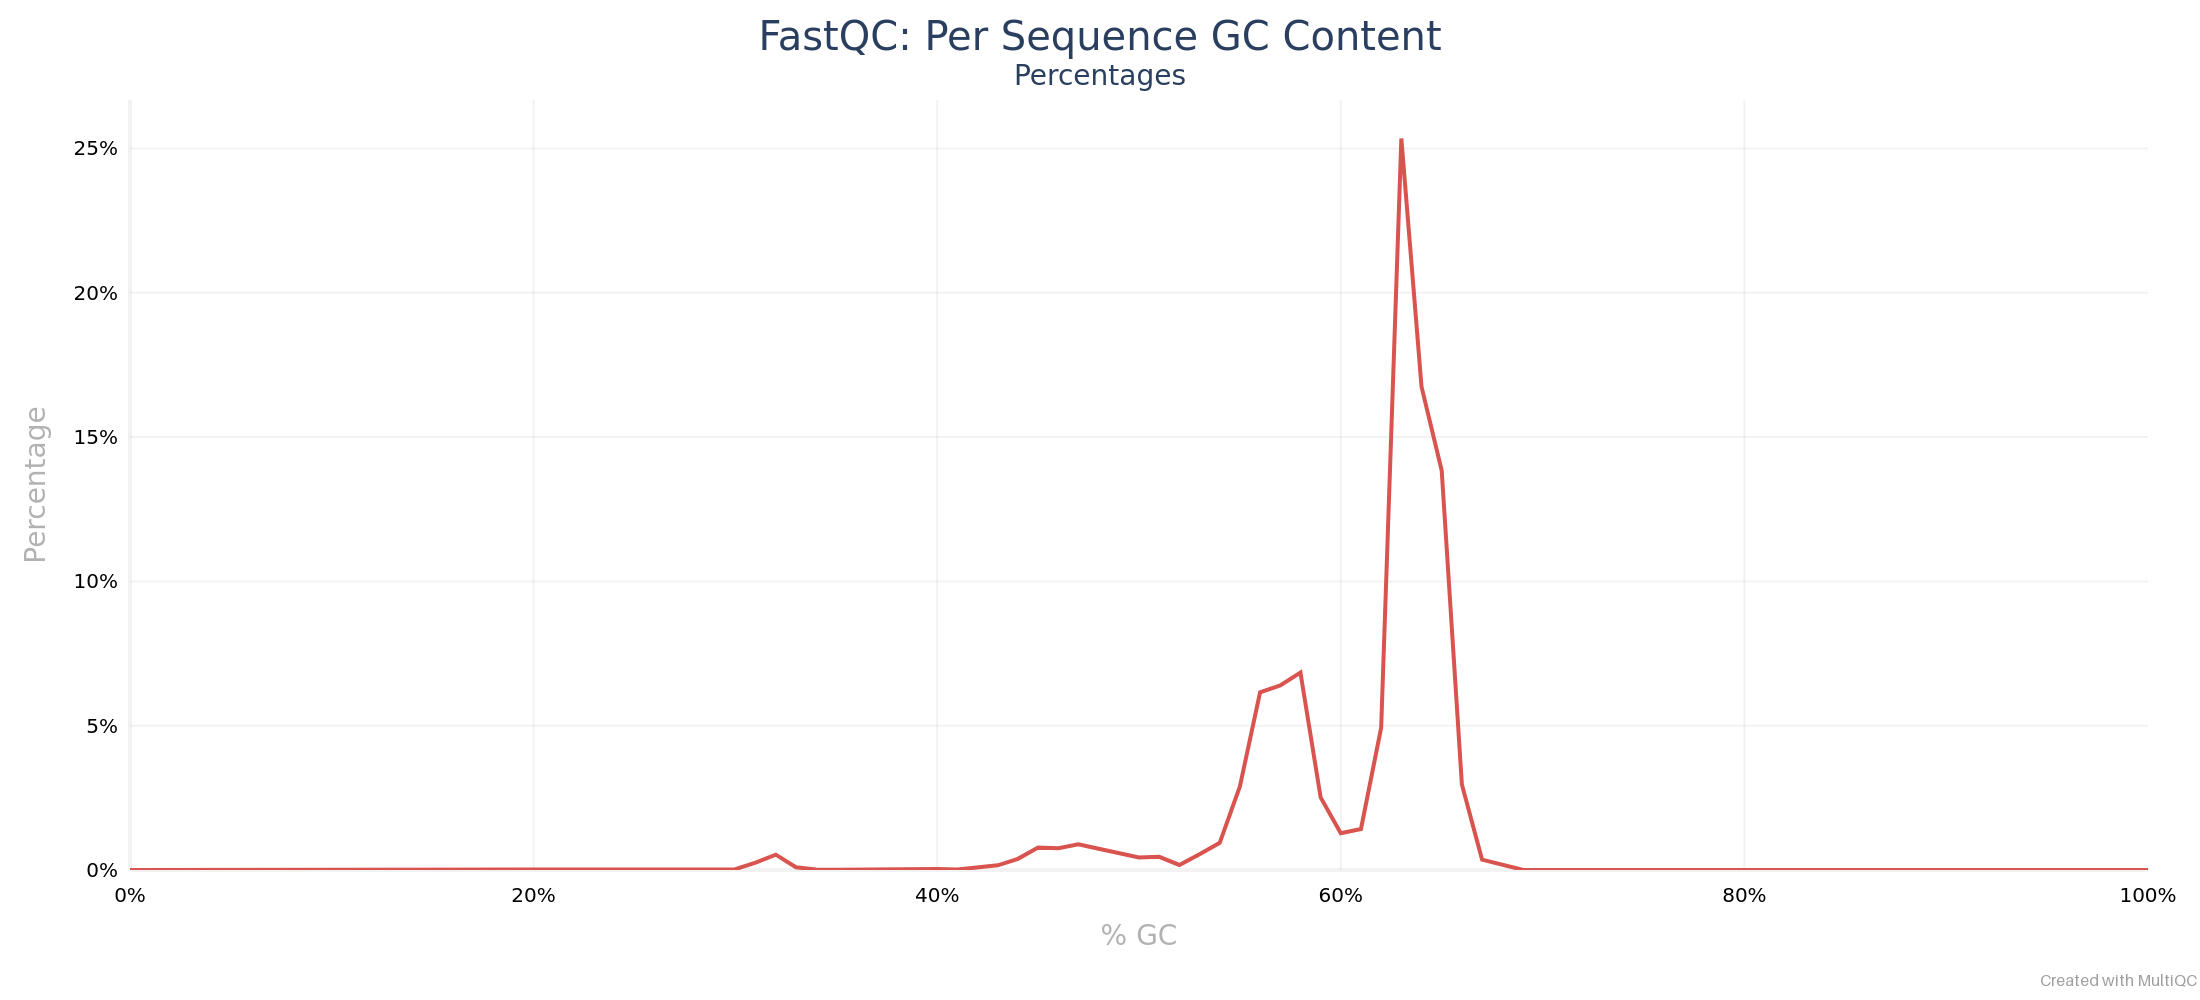 FastQC: Per Sequence GC Content
Percentages
25%
20%
15%
10%
5%
0%
Percentage
0%
20%
40%
60%
80%
100%
% GC
Created with MultiQC